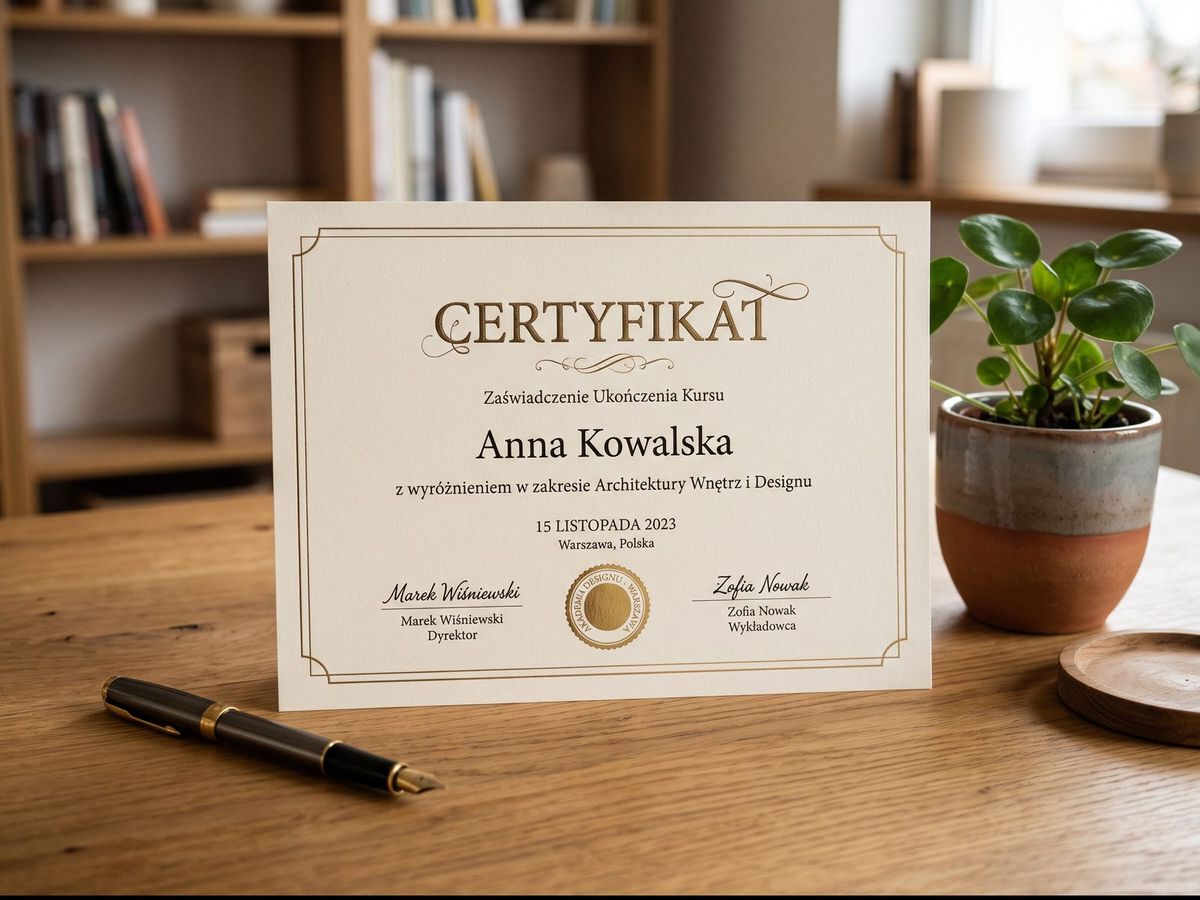 CERTYFIKAT
Zaświadczenie Ukończenia Kursu
Anna Kowalska
z wyróżnieniem w zakresie Architektury Wnętrz i Designu
15 LISTOPADA 2023
Warszawa, Polska
Marek Wiśniewski
Marek Wiśniewski
Dyrektor
AKADEMIA DESIGNU - WARSZAWA
Zofia Nowak
Zofia Nowak
Wykładowca